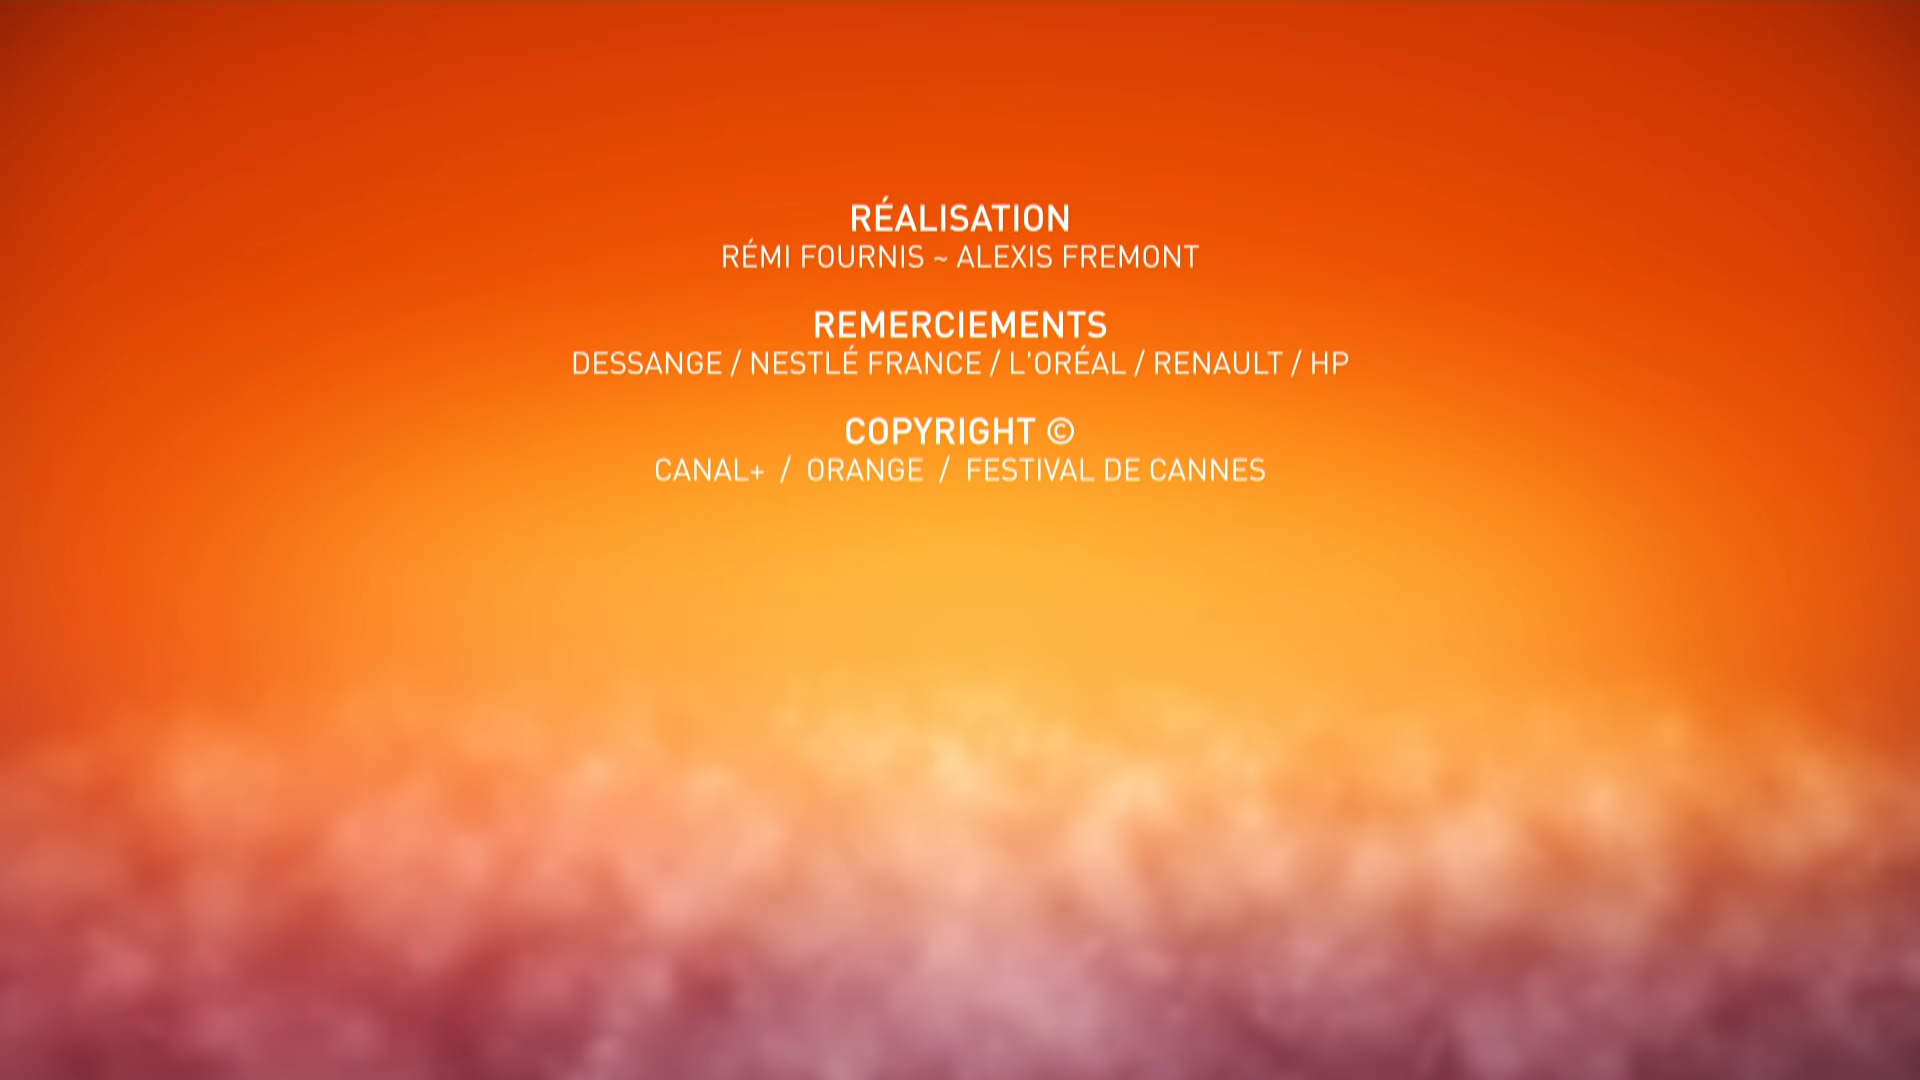 RÉALISATION
RÉMI FOURNIS ~ ALEXIS FREMONT
REMERCIEMENTS
DESSANGE / NESTLÉ FRANCE / L'ORÉAL / RENAULT / HP
COPYRIGHT ©
CANAL+ / ORANGE / FESTIVAL DE CANNES